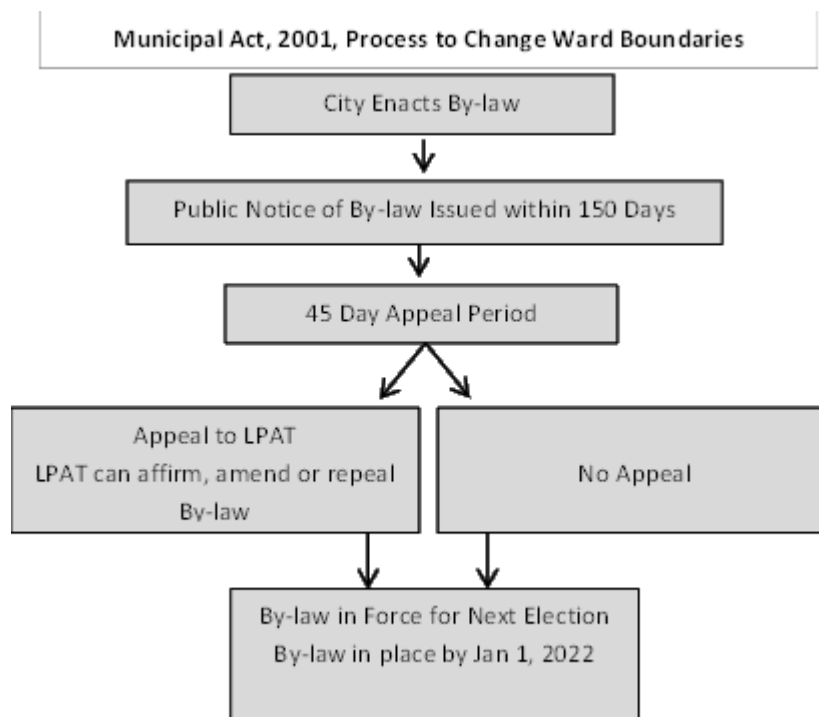 Municipal Act, 2001, Process to Change Ward Boundaries
City Enacts By-law
Public Notice of By-law Issued within 150 Days
45 Day Appeal Period
Appeal to LPAT
LPAT can affirm, amend or repeal
By-law
No Appeal
By-law in Force for Next Election
By-law in place by Jan 1, 2022